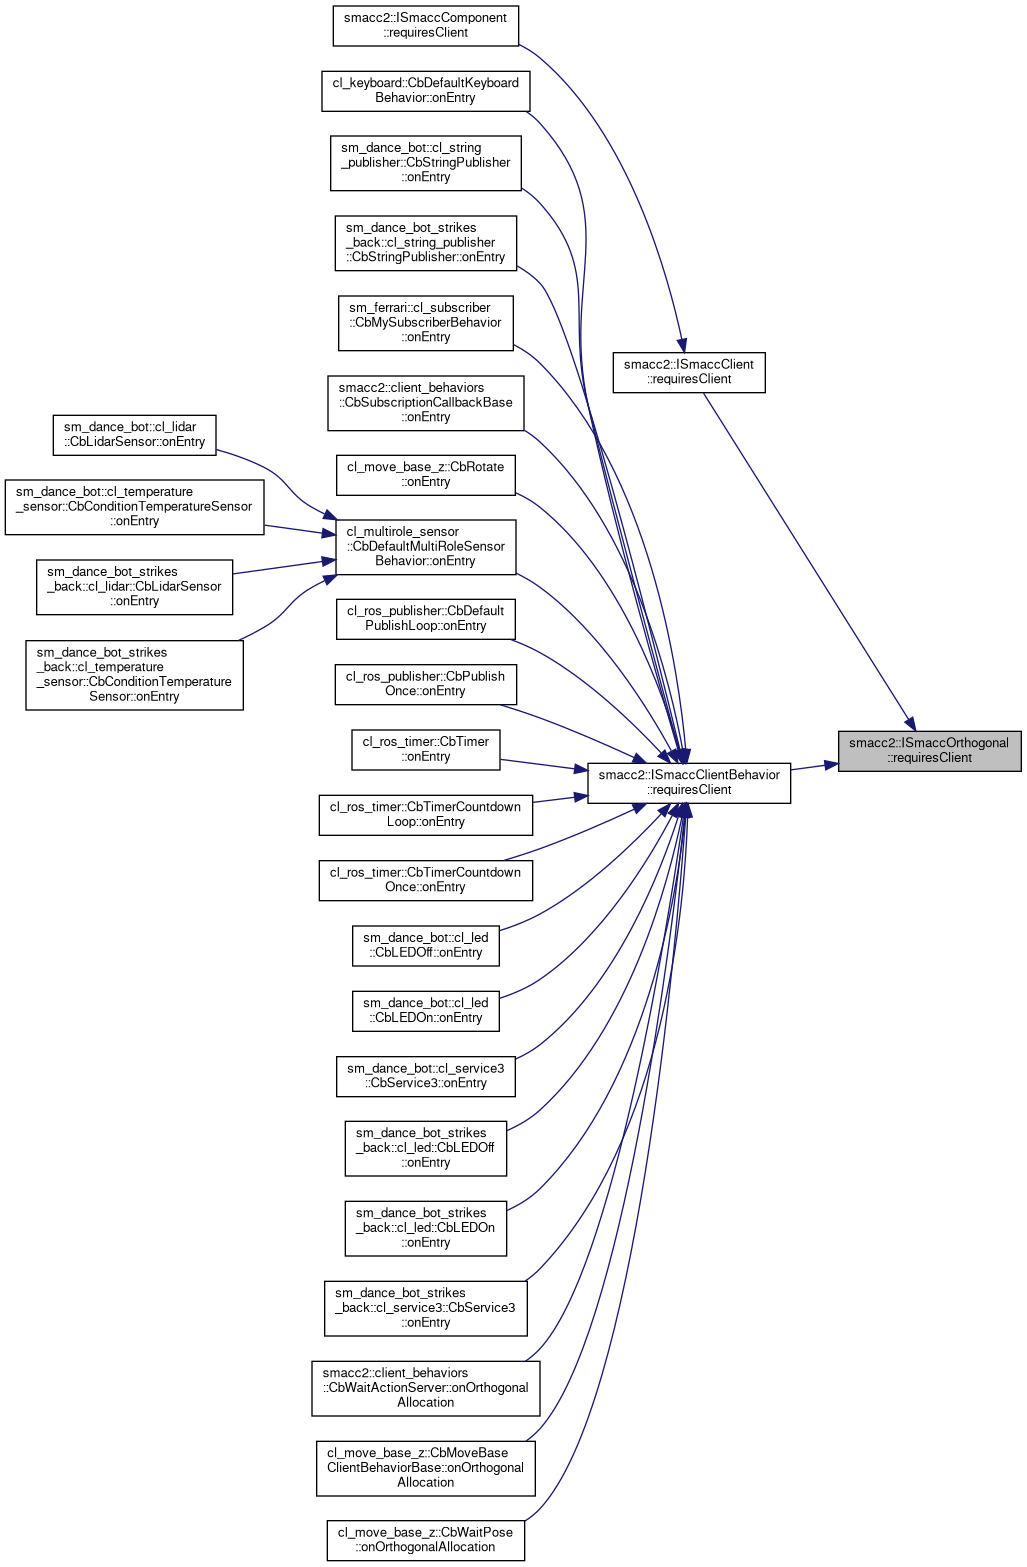 smacc2::ISmaccComponent
::requiresClient
cl_keyboard::CbDefaultKeyboard
Behavior::onEntry
sm_dance_bot::cl_string
_publisher::CbStringPublisher
::onEntry
sm_dance_bot_strikes
_back::cl_string_publisher
::CbStringPublisher::onEntry
sm_ferrari::cl_subscriber
::CbMySubscriberBehavior
::onEntry
smacc2::ISmaccClient
::requiresClient
smacc2::client_behaviors
::CbSubscriptionCallbackBase
::onEntry
sm_dance_bot::cl_lidar
::CbLidarSensor::onEntry
cl_move_base_z::CbRotate
::onEntry
sm_dance_bot::cl_temperature
_sensor::CbConditionTemperatureSensor
::onEntry
cl_multirole_sensor
::CbDefaultMultiRoleSensor
Behavior::onEntry
sm_dance_bot_strikes
_back::cl_lidar::CbLidarSensor
::onEntry
cl_ros_publisher::CbDefault
PublishLoop::onEntry
sm_dance_bot_strikes
_back::cl_temperature
_sensor::CbConditionTemperature
Sensor::onEntry
cl_ros_publisher::CbPublish
Once::onEntry
cl_ros_timer::CbTimer
::onEntry
smacc2::ISmaccOrthogonal
::requiresClient
smacc2::ISmaccClientBehavior
::requiresClient
cl_ros_timer::CbTimerCountdown
Loop::onEntry
cl_ros_timer::CbTimerCountdown
Once::onEntry
sm_dance_bot::cl_led
::CbLEDOff::onEntry
sm_dance_bot::cl_led
::CbLEDOn::onEntry
sm_dance_bot::cl_service3
::CbService3::onEntry
sm_dance_bot_strikes
_back::cl_led::CbLEDOff
::onEntry
sm_dance_bot_strikes
_back::cl_led::CbLEDOn
::onEntry
sm_dance_bot_strikes
_back::cl_service3::CbService3
::onEntry
smacc2::client_behaviors
::CbWaitActionServer::onOrthogonal
Allocation
cl_move_base_z::CbMoveBase
ClientBehaviorBase::onOrthogonal
Allocation
cl_move_base_z::CbWaitPose
::onOrthogonalAllocation